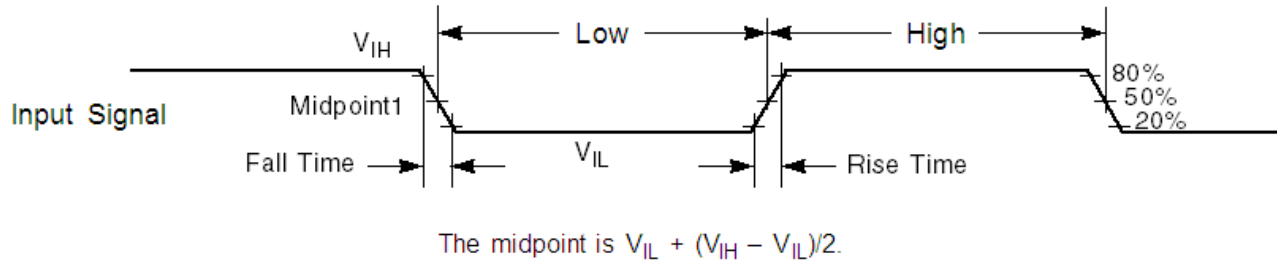 Low
High
VIH
80%
Midpoint1
50%
Input Signal
20%
Fall Time
VIL
Rise Time
The midpoint is VIL + (VIH – VIL)/2.